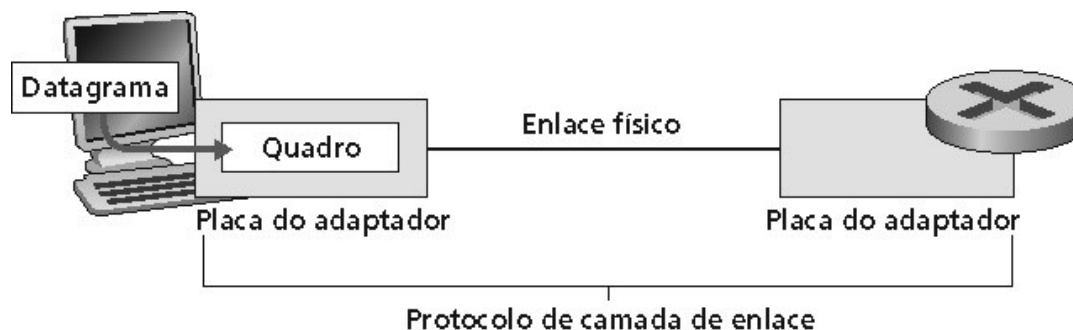 Datagrama
Enlace físico
Quadro
Placa do adaptador
Placa do adaptador
Protocolo de camada de enlace